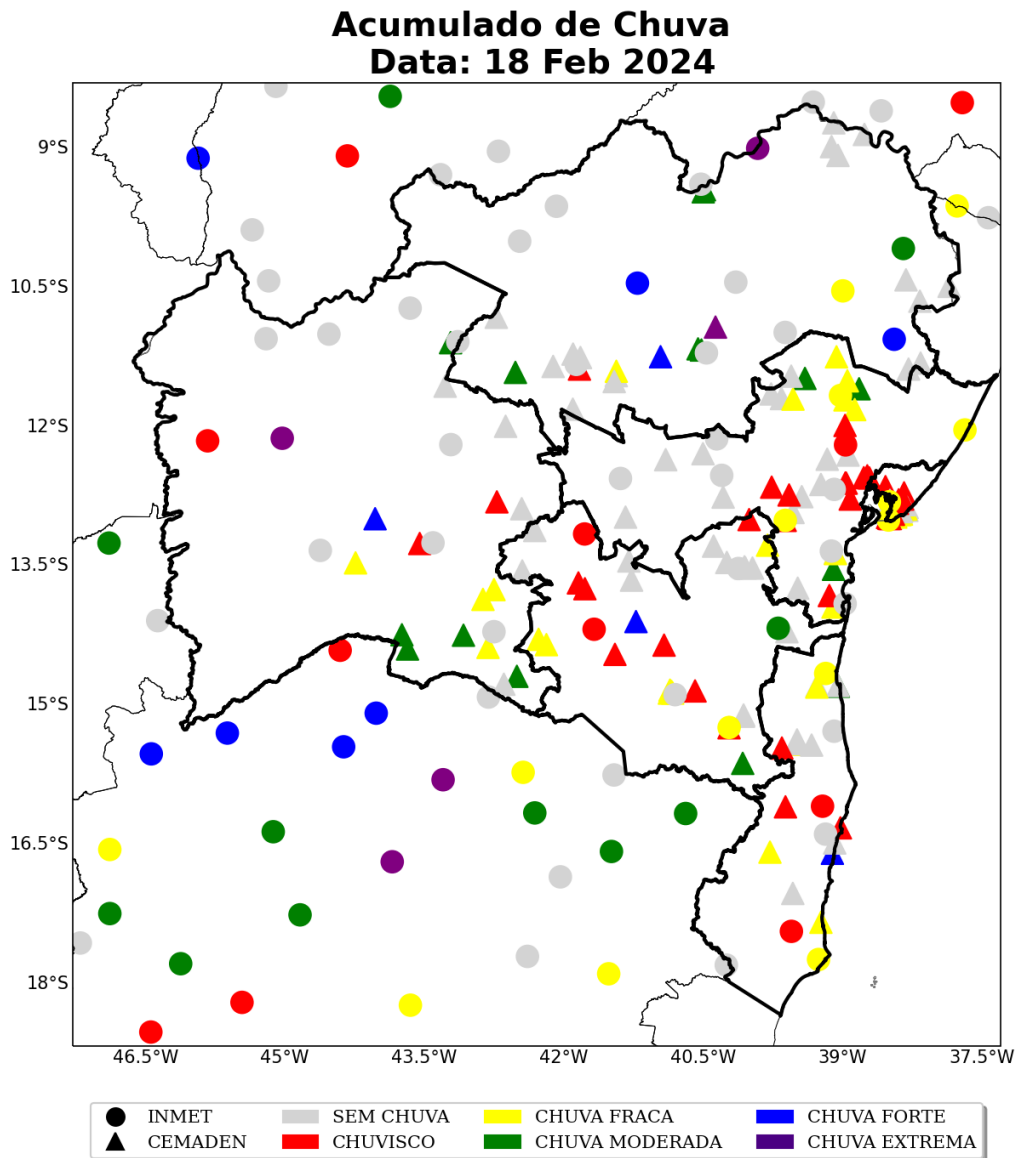 Acumulado de Chuva
Data: 18 Feb 2024
9°S
10.5°S
12°S
13.5°S
15°S
16.5°S
18°S
46.5°W 45°W 43.5°W 42°W 40.5°W 39°W 37.5°W
INMET SEM CHUVA CHUVA FRACA CHUVA FORTE
CEMADEN CHUVISCO CHUVA MODERADA CHUVA EXTREMA